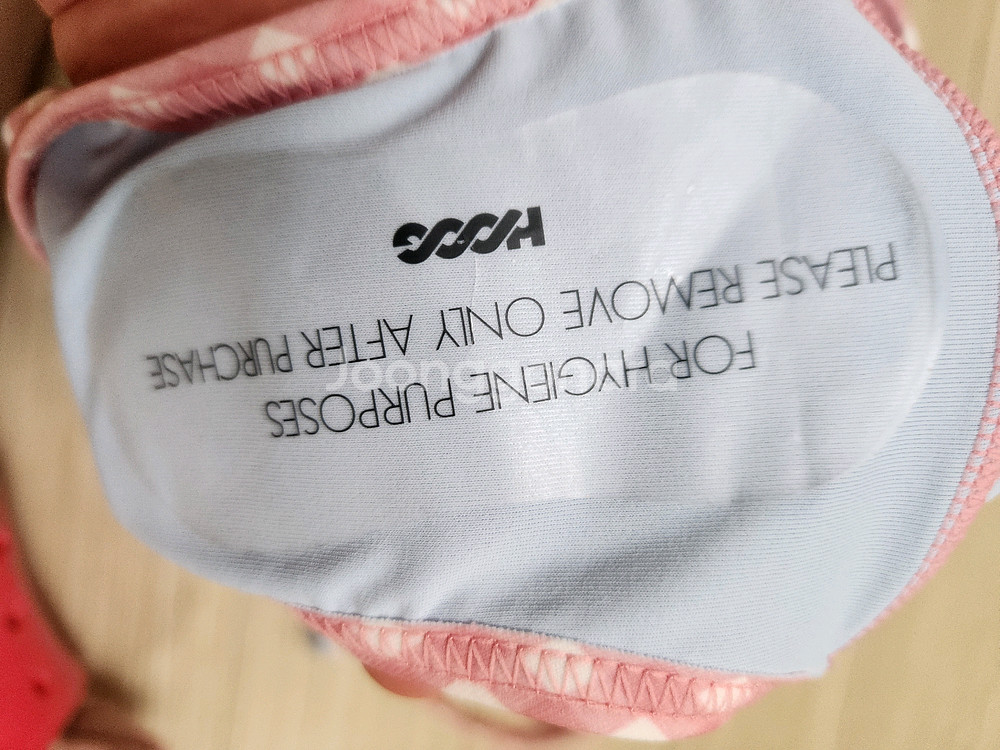 FOR HYGIENE PURPOSES
PLEASE REMOVE ONLY AFTER PURCHASE